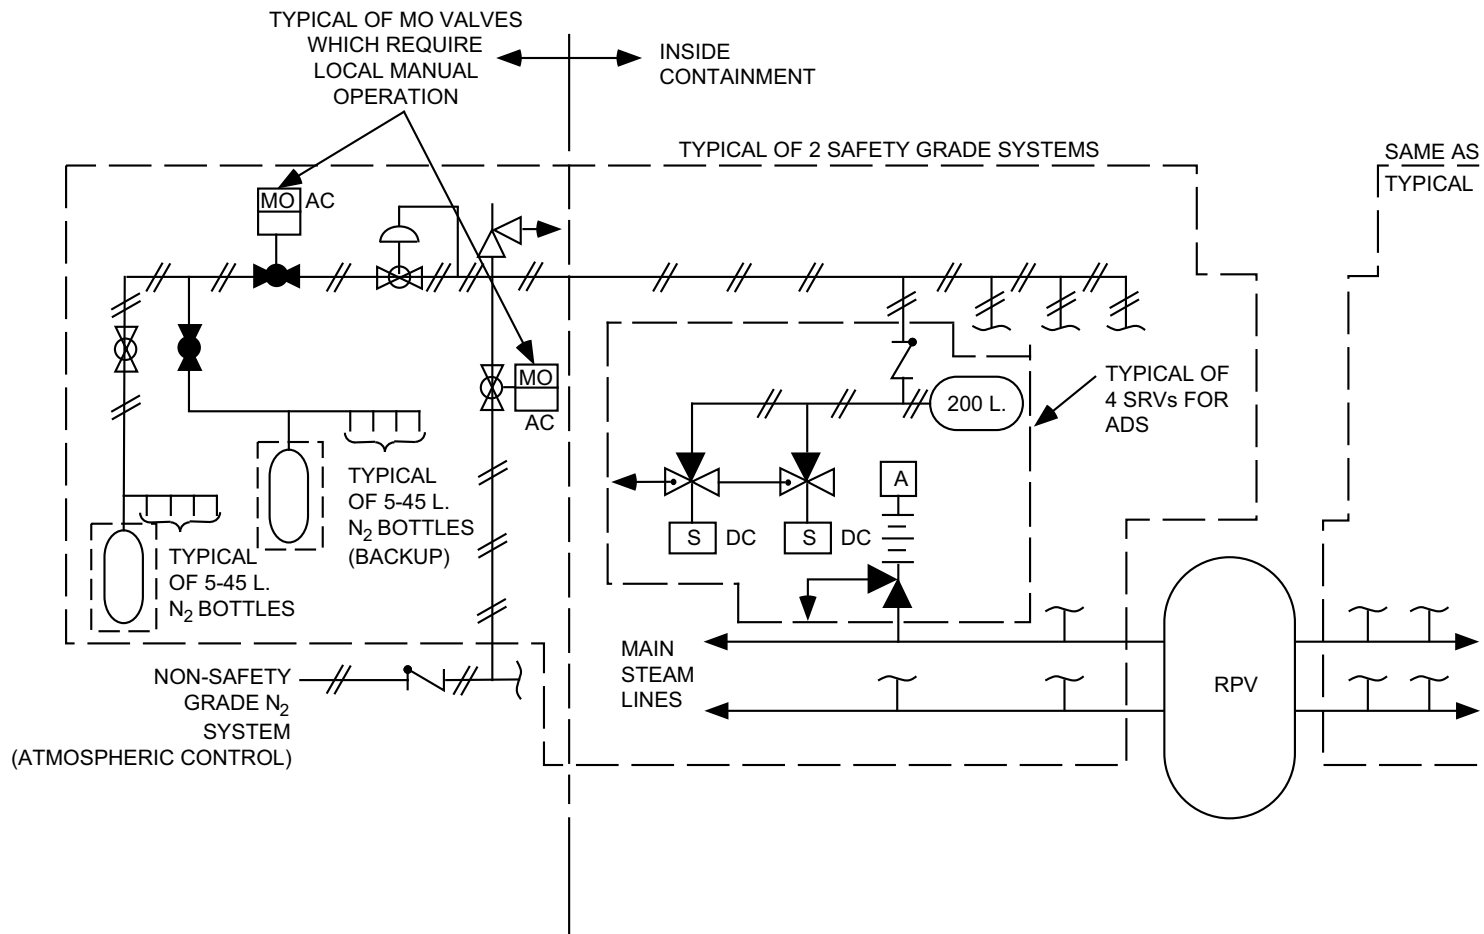 TYPICAL OF MO VALVES
WHICH REQUIRE
LOCAL MANUAL
OPERATION
INSIDE
CONTAINMENT
TYPICAL OF 2 SAFETY GRADE SYSTEMS
SAME AS
TYPICAL
MO AC
MO
AC
200 L.
TYPICAL OF
4 SRVs FOR
ADS
A
S DC
S DC
TYPICAL
OF 5-45 L.
N2 BOTTLES
(BACKUP)
TYPICAL
OF 5-45 L.
N2 BOTTLES
NON-SAFETY
GRADE N2
SYSTEM
(ATMOSPHERIC CONTROL)
MAIN
STEAM
LINES
RPV